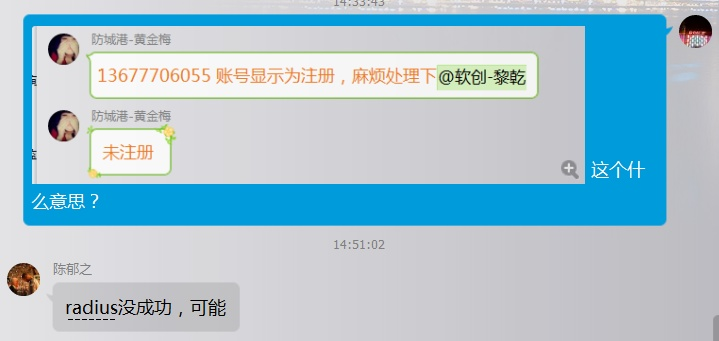 14:33:43
防城港-黄金梅
13677706055 账号显示为注册，麻烦处理下@软创-黎乾
防城港-黄金梅
未注册
这个什
么意思？
14:51:02
陈郁之
radius没成功，可能